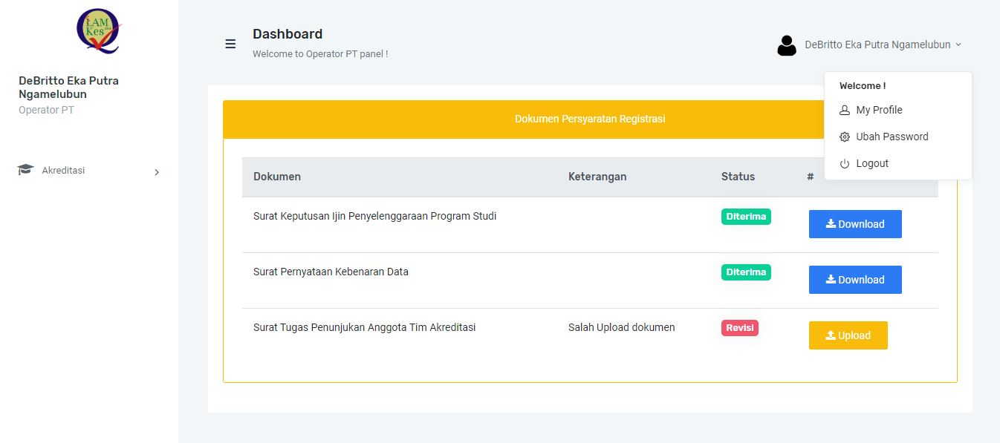 LAM
Kes
DeBritto Eka Putra
Ngamelubun
Operator PT
Akreditasi
Dashboard
Welcome to Operator PT panel !
DeBritto Eka Putra Ngamelubun
Welcome !
My Profile
Ubah Password
Logout
Dokumen Persyaratan Registrasi
Dokumen Keterangan Status #
Surat Keputusan Ijin Penyelenggaraan Program Studi Diterima Download
Surat Pernyataan Kebenaran Data Diterima Download
Surat Tugas Penunjukan Anggota Tim Akreditasi Salah Upload dokumen Revisi Upload